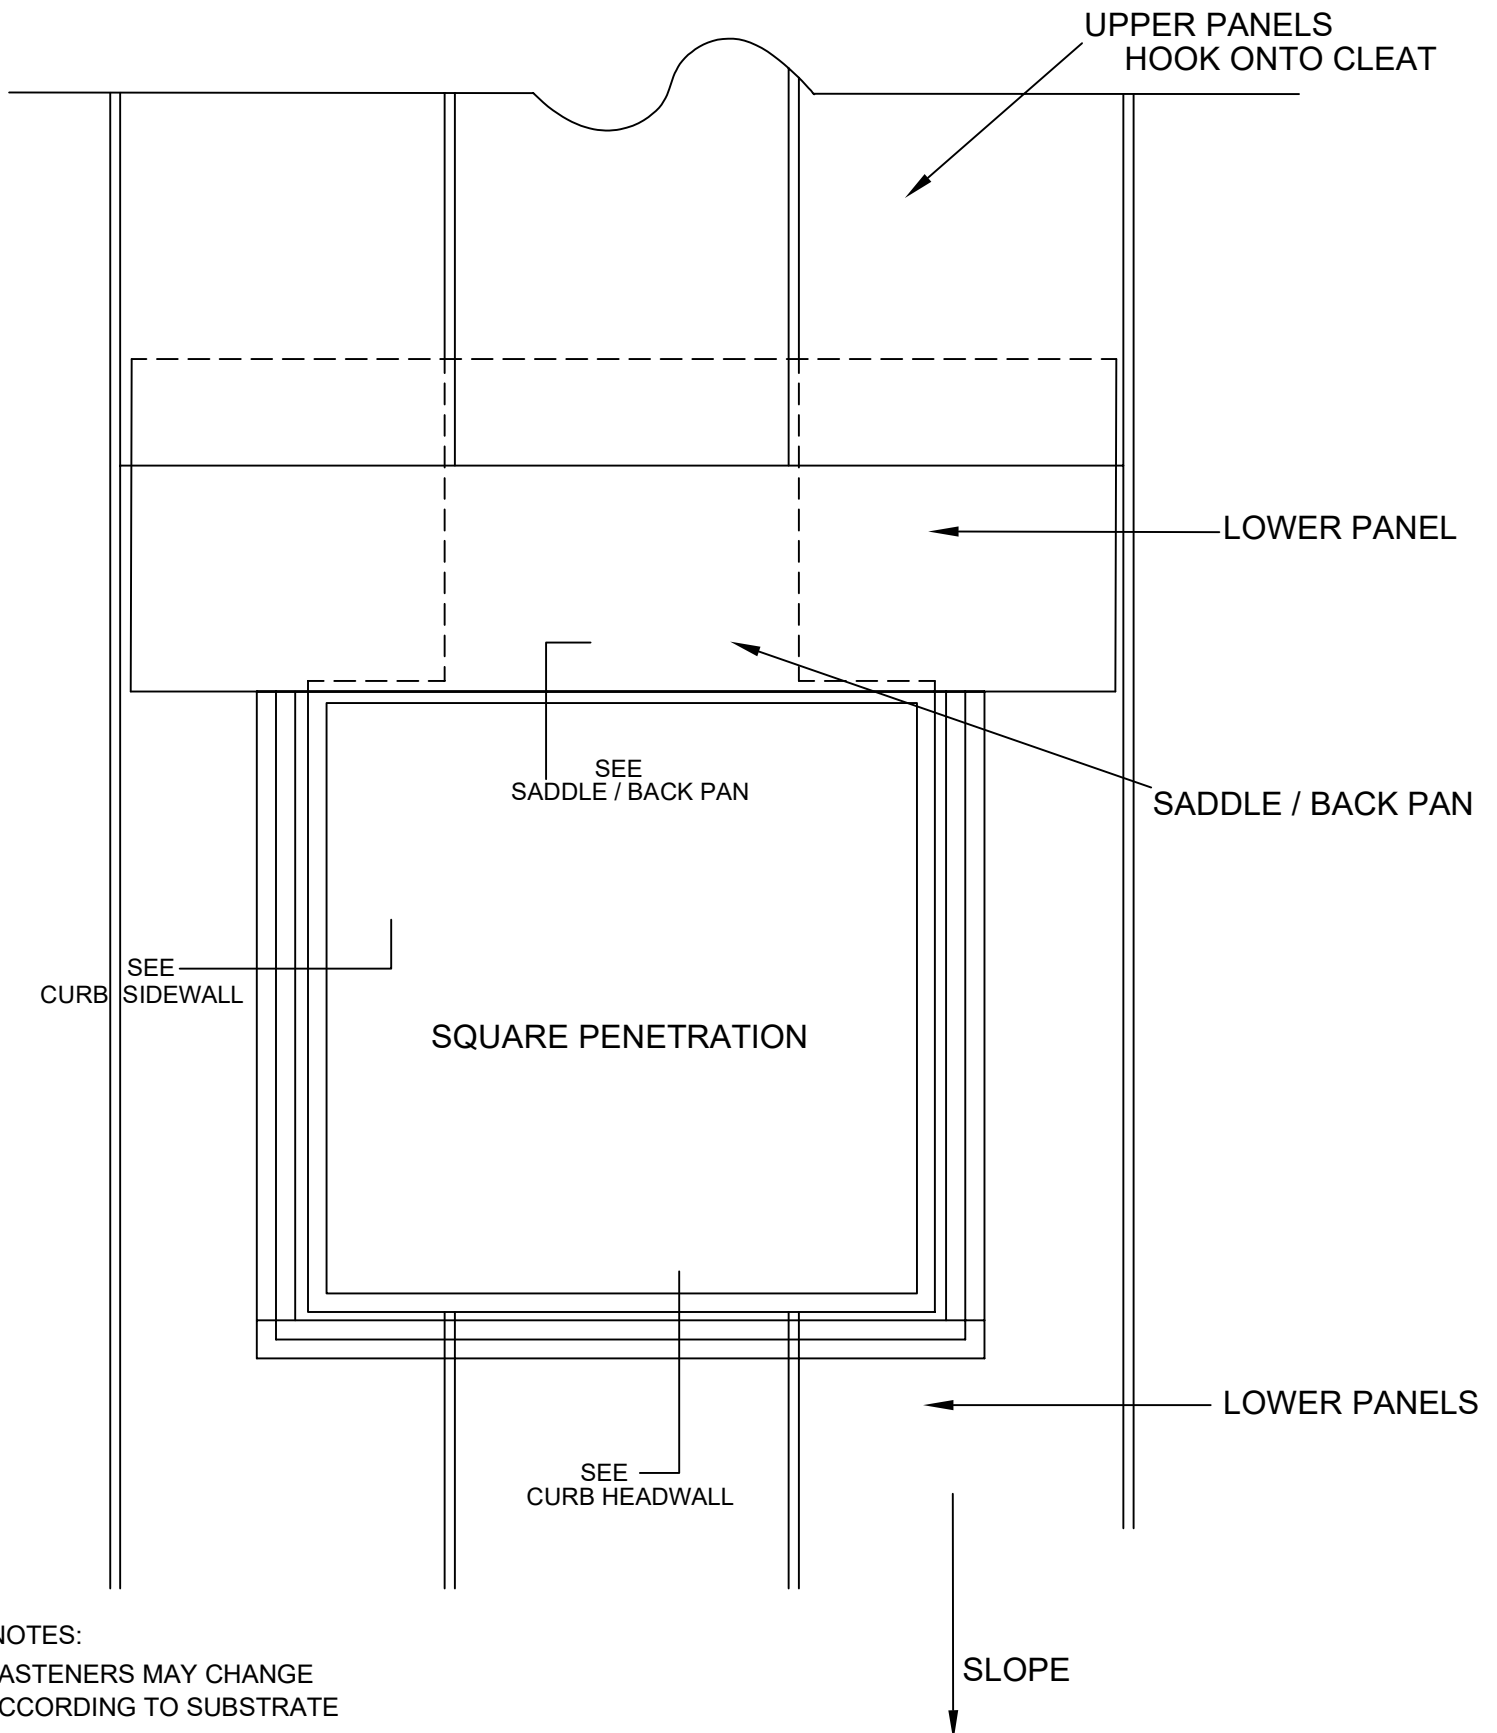 UPPER PANELS
HOOK ONTO CLEAT
LOWER PANEL
SEE
SADDLE / BACK PAN
SADDLE / BACK PAN
SEE
CURB SIDEWALL
SQUARE PENETRATION
LOWER PANELS
SEE
CURB HEADWALL
NOTES:
ASTENERS MAY CHANGE
CCORDING TO SUBSTRATE
SLOPE